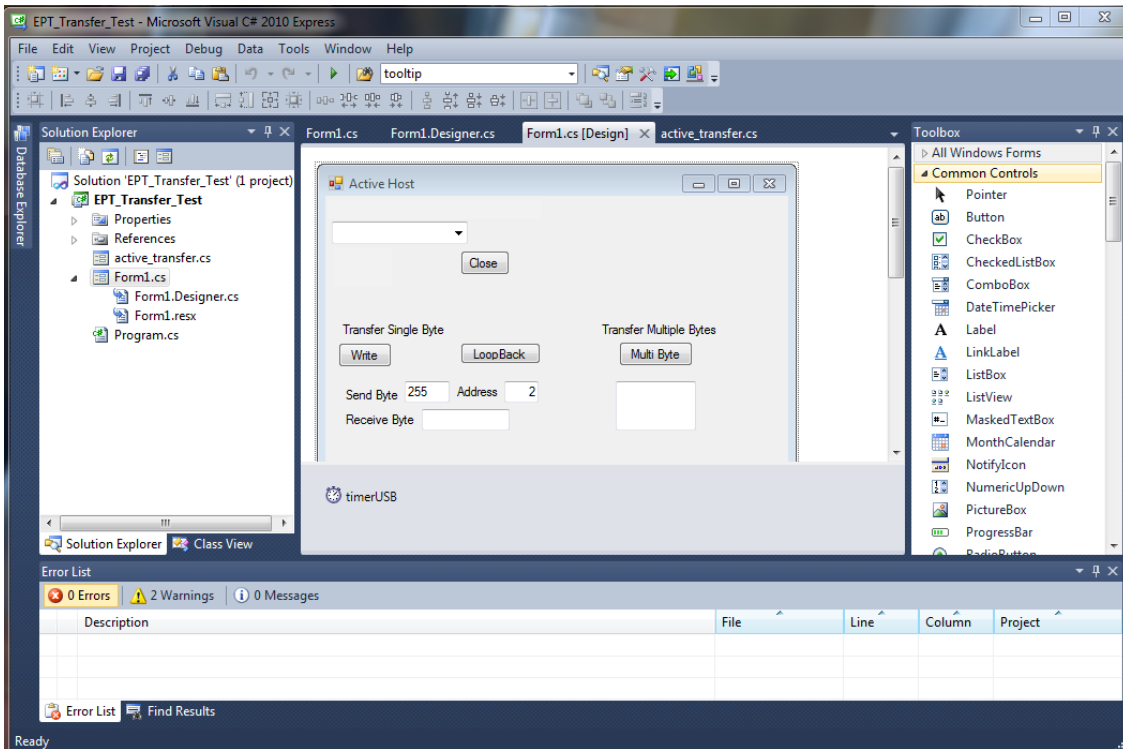 EPT_Transfer_Test - Microsoft Visual C# 2010 Express
File Edit View Project Debug Data Tools Window Help
tooltip
Database Explorer
Solution Explorer
Solution 'EPT_Transfer_Test' (1 project)
EPT_Transfer_Test
Properties
References
active_transfer.cs
Form1.cs
Form1.Designer.cs
Form1.resx
Program.cs
Solution Explorer Class View
Form1.cs Form1.Designer.cs Form1.cs [Design] active_transfer.cs
Active Host
Close
Transfer Single Byte Transfer Multiple Bytes
Write LoopBack Multi Byte
Send Byte 255 Address 2
Receive Byte
timerUSB
Toolbox
All Windows Forms
Common Controls
Pointer
Button
CheckBox
CheckedListBox
ComboBox
DateTimePicker
Label
LinkLabel
ListBox
ListView
MaskedTextBox
MonthCalendar
NotifyIcon
NumericUpDown
PictureBox
ProgressBar
RadioButton
Error List
0 Errors 2 Warnings 0 Messages
Description File Line Column Project
Error List Find Results
Ready